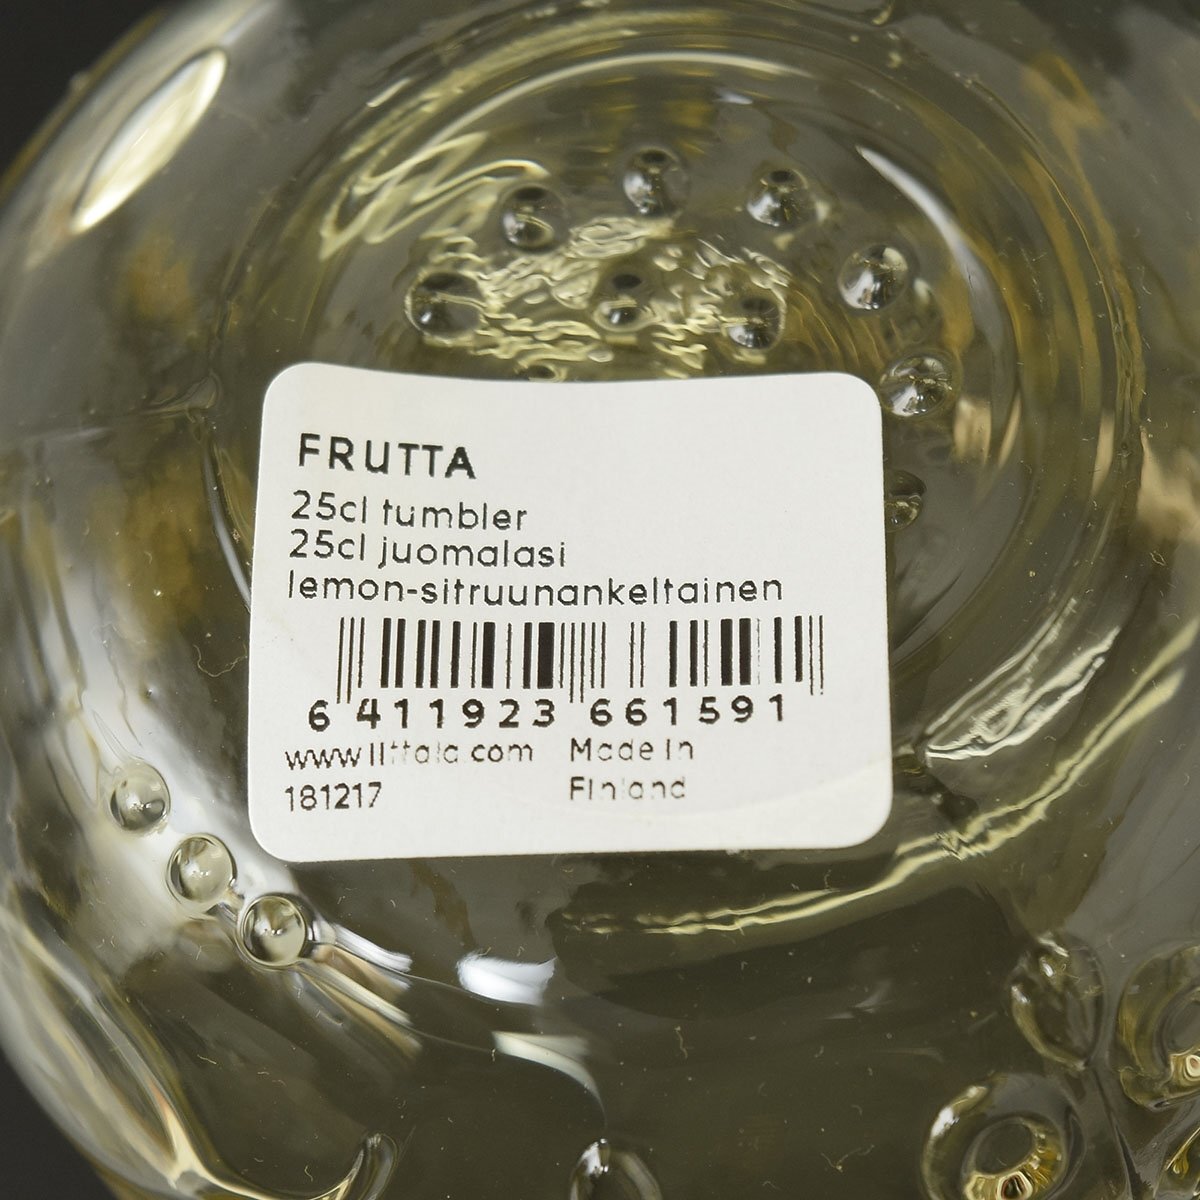 FRUTTA
25cl tumbler
25cl juomalasi
lemon-sitruunankeltainen
6 411923 661591
www.iittala.com Made in
181217 Finland